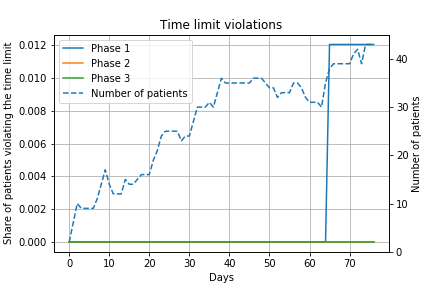 Time limit violations
Share of patients violating the time limit
0.012
0.010
0.008
0.006
0.004
0.002
0.000
Phase 1
Phase 2
Phase 3
Number of patients
40
30
20
10
0
Number of patients
0 10 20 30 40 50 60 70
Days